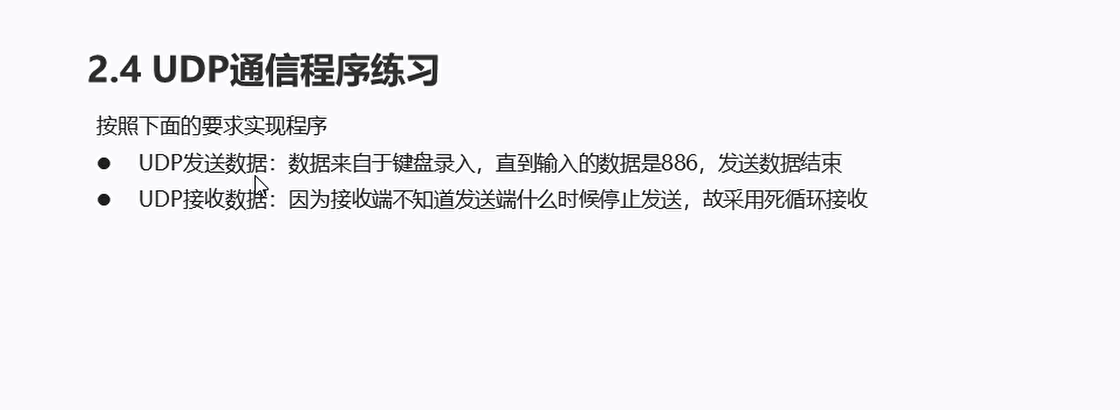 2.4 UDP通信程序练习
按照下面的要求实现程序
● UDP发送数据：数据来自于键盘录入，直到输入的数据是886，发送数据结束
● UDP接收数据：因为接收端不知道发送端什么时候停止发送，故采用死循环接收